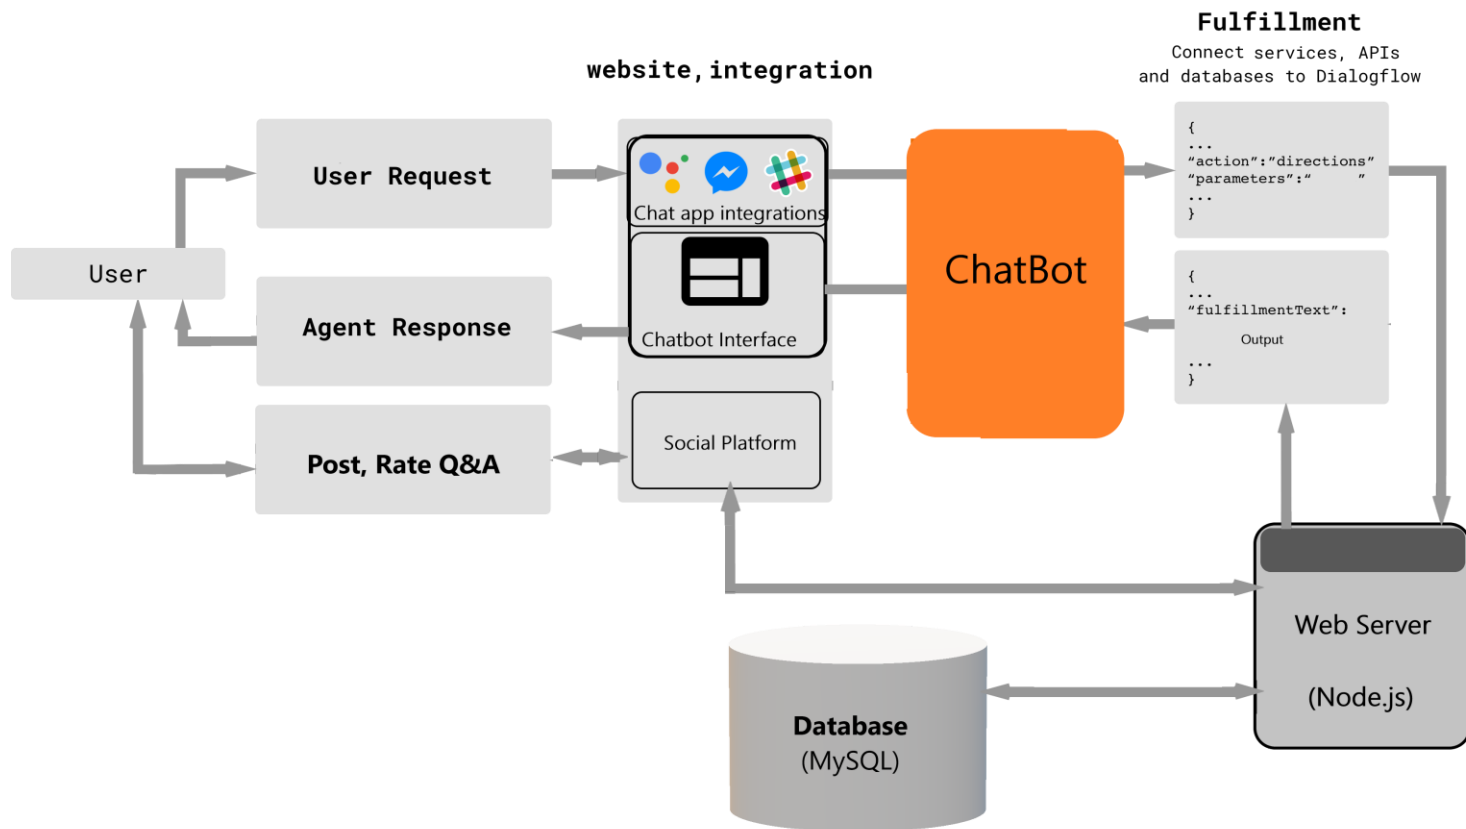 Fulfillment
Connect services, APIs
and databases to Dialogflow
website, integration
User Request
Chat app integrations
{
...
“action”:”directions”
“parameters”:“ ”
...
}
ChatBot
User
Agent Response
Chatbot Interface
{
...
“fulfillmentText”:
Output
...
}
Post, Rate Q&A
Social Platform
Web Server
(Node.js)
Database
(MySQL)